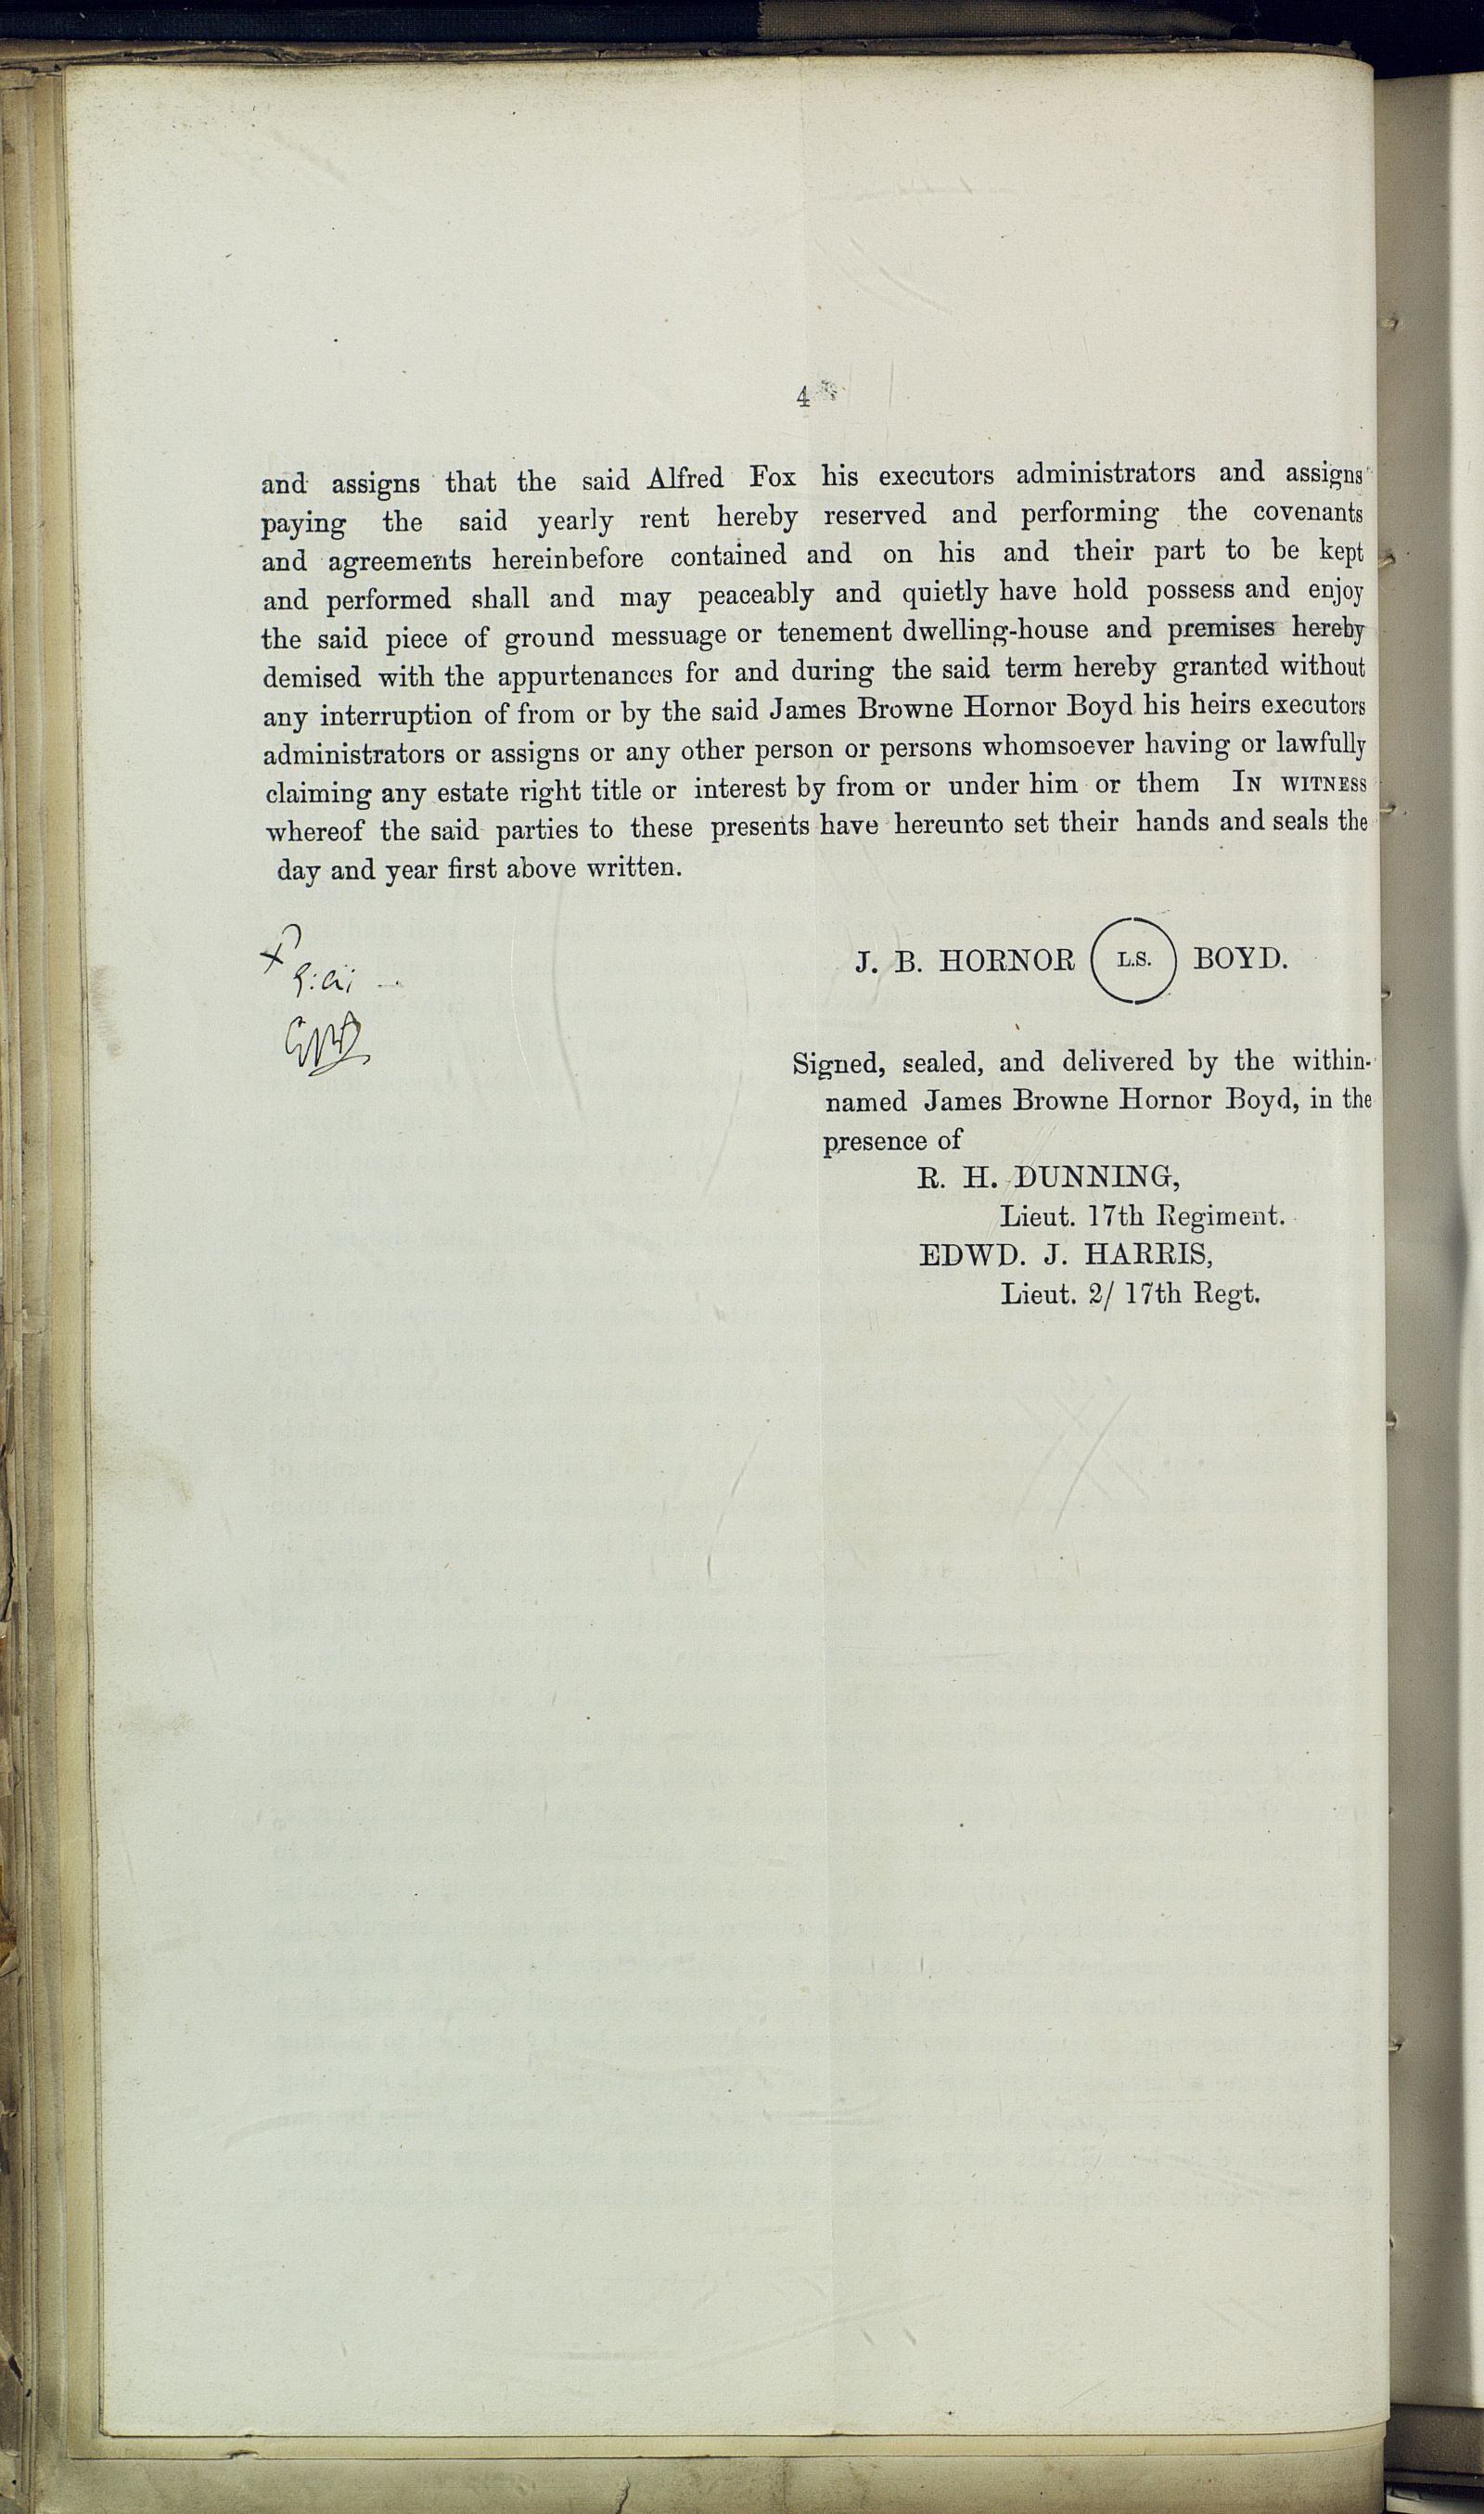 4
and assigns that the said Alfred Fox his executors administrators and assigns
paying the said yearly rent hereby reserved and performing the covenants
and agreements hereinbefore contained and on his and their part to be kept
and performed shall and may peaceably and quietly have hold possess and enjoy
the said piece of ground messuage or tenement dwelling-house and premises hereby
demised with the appurtenances for and during the said term hereby granted without
any interruption of from or by the said James Browne Hornor Boyd his heirs executors
administrators or assigns or any other person or persons whomsoever having or lawfully
claiming any estate right title or interest by from or under him or them IN WITNESS
whereof the said parties to these presents have hereunto set their hands and seals the
day and year first above written.
J. B. HORNOR L.S. BOYD.
Signed, sealed, and delivered by the within-
named James Browne Hornor Boyd, in the
presence of
R. H. DUNNING,
Lieut. 17th Regiment.
EDWD. J. HARRIS,
Lieut. 2/ 17th Regt.